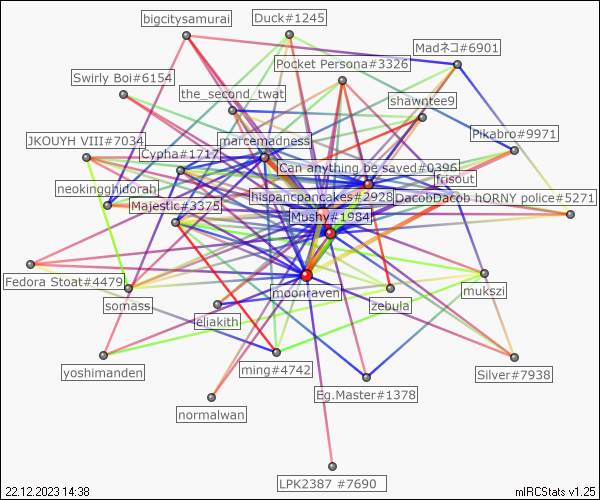 bigcitysamurai
Duck#1245
Madネコ#6901
Pocket Persona#3326
Swirly Boi#6154
the_second_twat
shawntee9
Pikabro#9971
JKOUYH VIII#7034
marcemadness
Cypha#1717
Can anything be saved#0396
frisout
neokingghidorah
hispancpancakes#2928
DacobDacob hORNY police#5271
Majestic#3375
Mushy#1984
Fedora Stoat#4479
moonraven
mukszi
somass
zebula
eliakith
yoshimanden
ming#4742
Silver#7938
Eg.Master#1378
normalwan
LPK2387 #7690
22.12.2023 14:38
mIRCStats v1.25